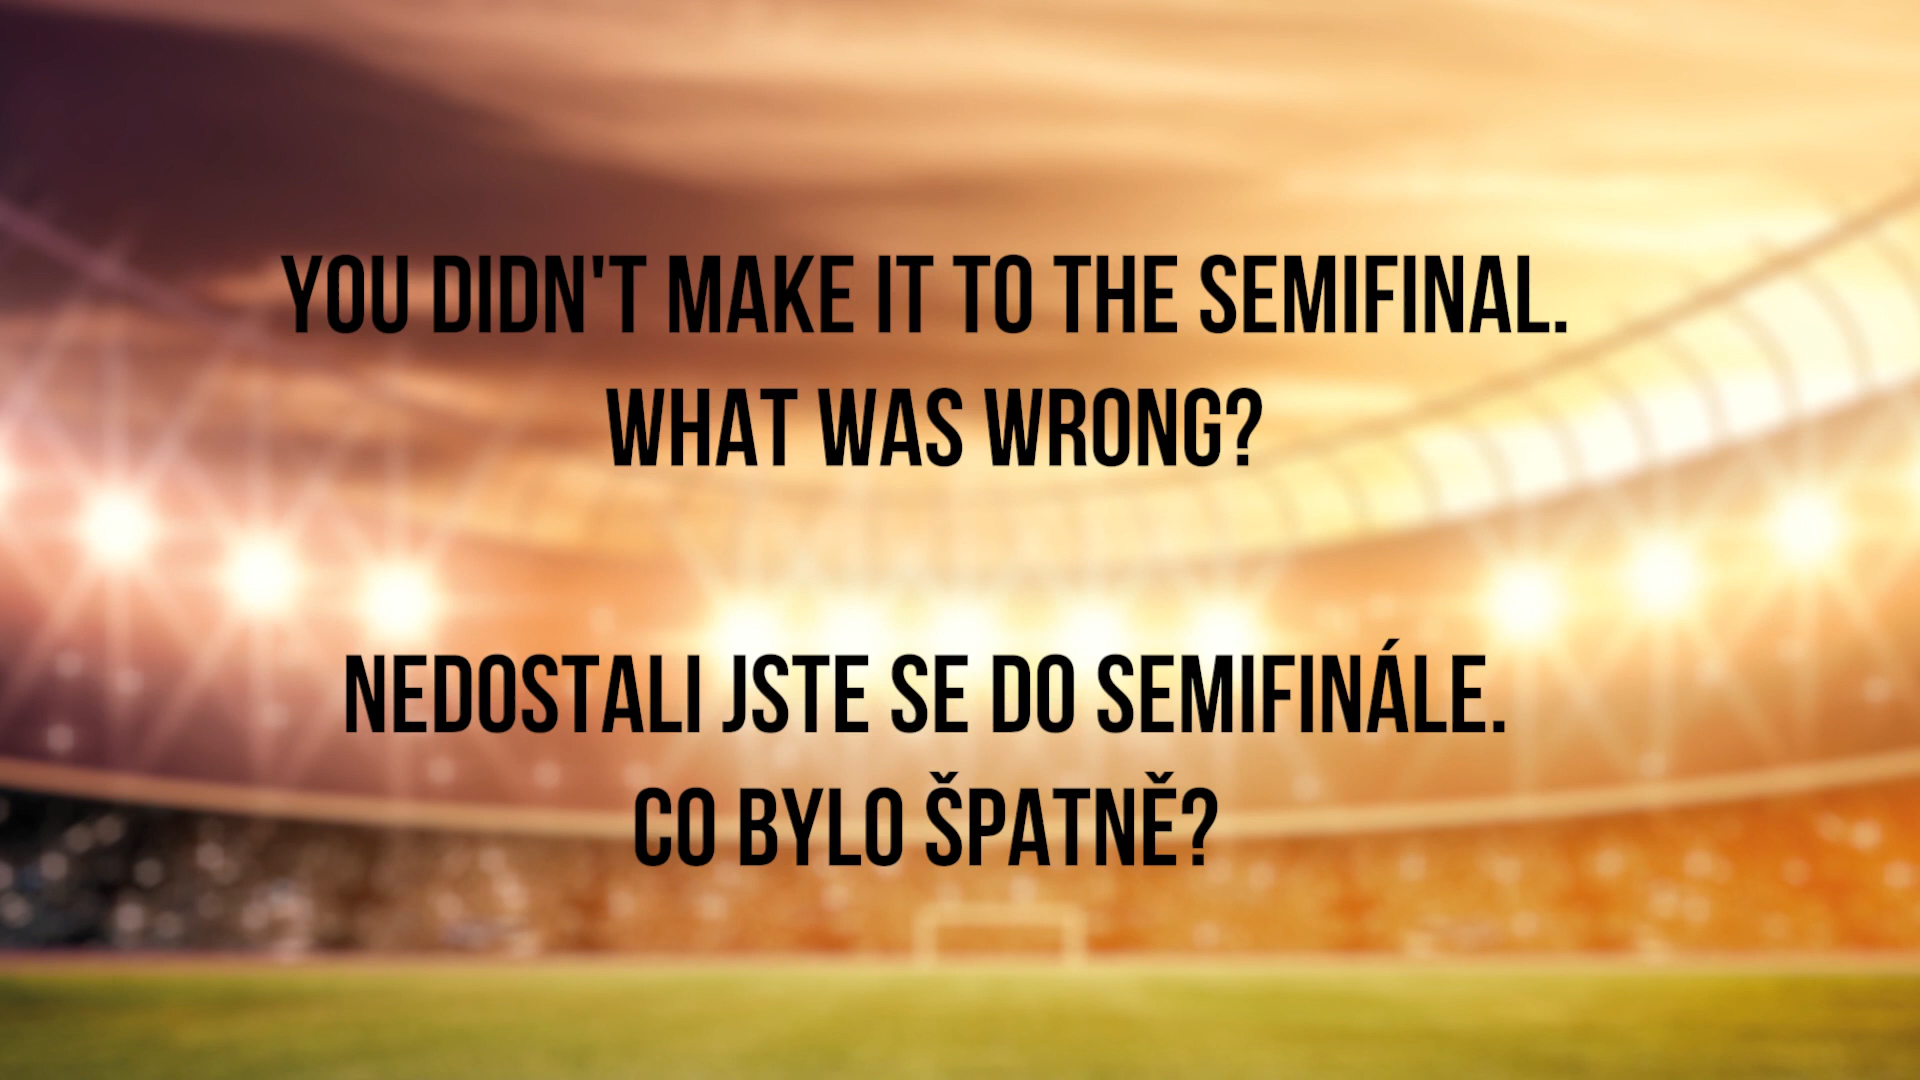 YOU DIDN'T MAKE IT TO THE SEMIFINAL.
WHAT WAS WRONG?
NEDOSTALI JSTE SE DO SEMIFINÁLE.
CO BYLO ŠPATNĚ?